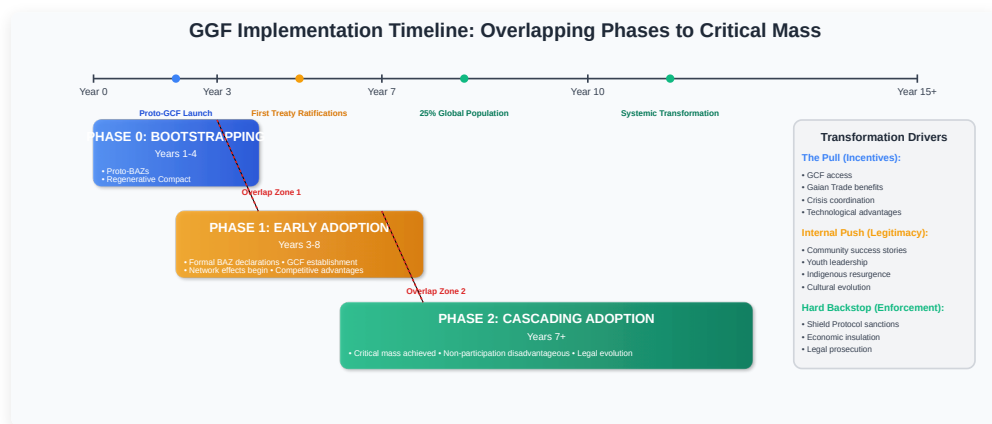 GGF Implementation Timeline: Overlapping Phases to Critical Mass
Year 0
Year 3
Year 7
Year 10
Year 15+
Proto-GCF Launch
First Treaty Ratifications
25% Global Population
Systemic Transformation
PHASE 0: BOOTSTRAPPING
Years 1-4
• Proto-BAZs
• Regenerative Compact
Overlap Zone 1
PHASE 1: EARLY ADOPTION
Years 3-8
• Formal BAZ declarations • GCF establishment
• Network effects begin • Competitive advantages
Overlap Zone 2
PHASE 2: CASCADING ADOPTION
Years 7+
• Critical mass achieved • Non-participation disadvantageous • Legal evolution
Transformation Drivers
The Pull (Incentives):
• GCF access
• Gaian Trade benefits
• Crisis coordination
• Technological advantages
Internal Push (Legitimacy):
• Community success stories
• Youth leadership
• Indigenous resurgence
• Cultural evolution
Hard Backstop (Enforcement):
• Shield Protocol sanctions
• Economic insulation
• Legal prosecution